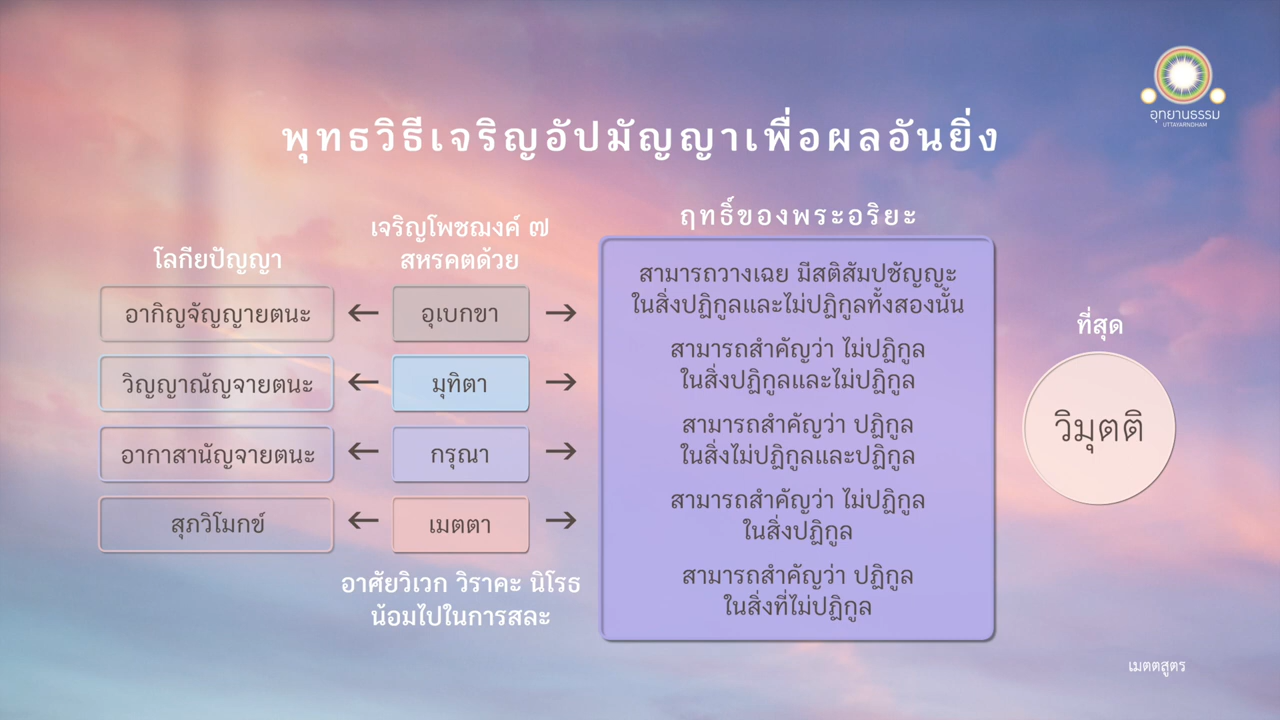 อุทยานธรรม
UTTAYARNDHAM
พุทธวิธีเจริญอัปมัญญาเพื่อผลอันยิ่ง
โลกียปัญญา
เจริญโพชฌงค์ ๗
สหรคตด้วย
ฤทธิ์ของพระอริยะ
อากิญจัญญายตนะ
←
อุเบกขา
→
วิญญาณัญจายตนะ
←
มุทิตา
→
อากาสานัญจายตนะ
←
กรุณา
→
สุภวิโมกข์
←
เมตตา
→
อาศัยวิเวก วิราคะ นิโรธ
น้อมไปในการสละ
สามารถวางเฉย มีสติสัมปชัญญะ
ในสิ่งปฏิกูลและไม่ปฏิกูลทั้งสองนั้น
สามารถสำคัญว่า ไม่ปฏิกูล
ในสิ่งปฏิกูลและไม่ปฏิกูล
สามารถสำคัญว่า ปฏิกูล
ในสิ่งไม่ปฏิกูลและปฏิกูล
สามารถสำคัญว่า ไม่ปฏิกูล
ในสิ่งปฏิกูล
สามารถสำคัญว่า ปฏิกูล
ในสิ่งที่ไม่ปฏิกูล
ที่สุด
วิมุตติ
เมตตสูตร